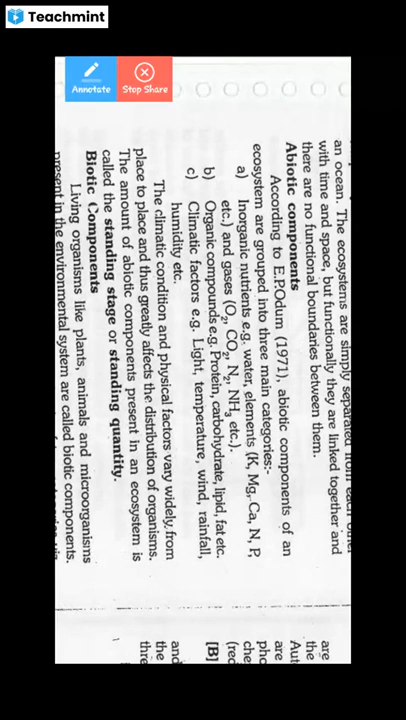 Teachmint
Annotate
Stop Share
an ocean. The ecosystems are simply separated from each other
with time and space, but functionally they are linked together and
there are no functional boundaries between them.
Abiotic components
According to E.P.Odum (1971), abiotic components of an
ecosystem are grouped into three main categories:-
a) Inorganic nutrients e.g. water, elements (K, Mg, Ca, N, P,
etc.) and gases (O₂, CO₂, N₂, NH₃ etc.).
b) Organic compounds e.g. Protein, carbohydrate, lipid, fat etc.
c) Climatic factors e.g. Light, temperature, wind, rainfall,
humidity etc.
The climatic condition and physical factors vary widely, from
place to place and thus greatly affects the distribution of organisms.
The amount of abiotic components present in an ecosystem is
called the standing stage or standing quantity.
Biotic Components
Living organisms like plants, animals and microorganisms
present in the environmental system are called biotic components.
are
the
Aut
are
pho
che
(red
[B]
and
the
thre